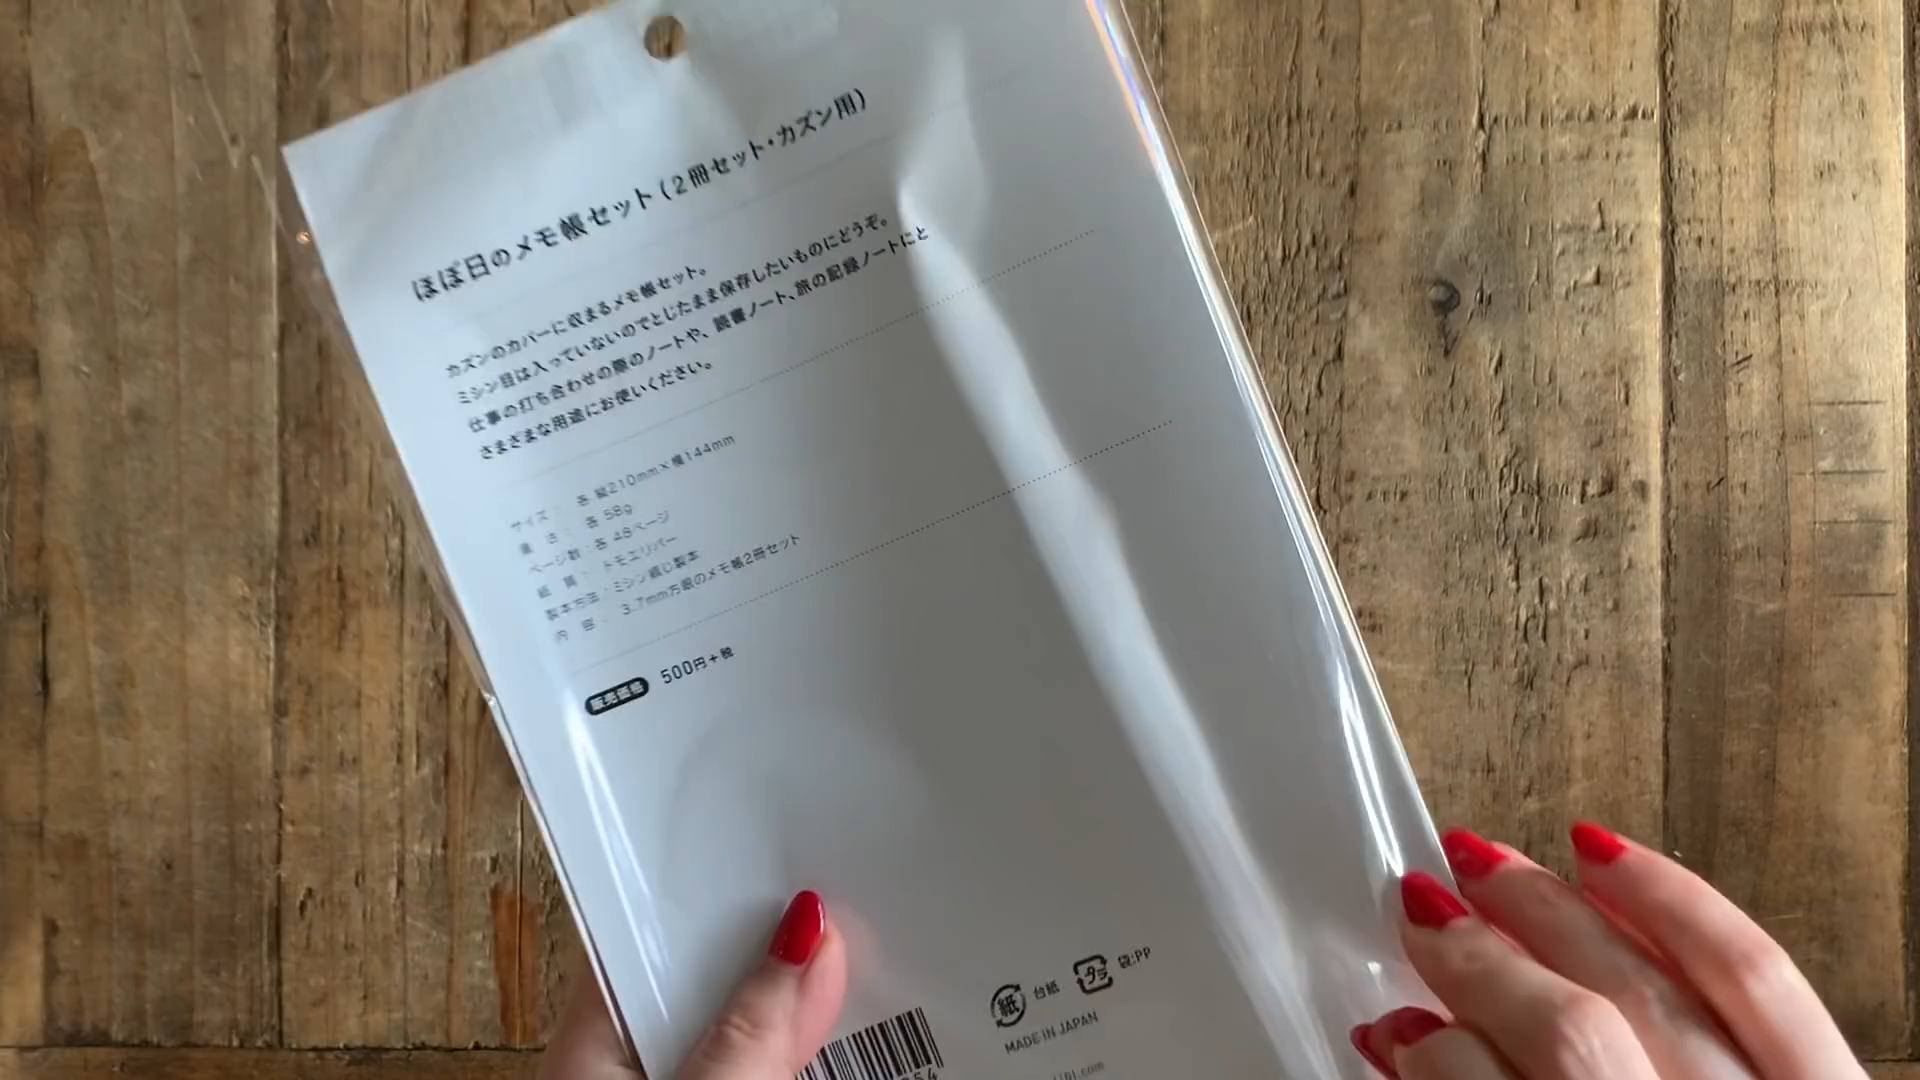 ほぼ日のメモ帳セット(2冊セット・カズン用)
カズンのカバーに収まるメモ帳セット。
ミシン目は入っていないのでとじたまま保存したいものにどうぞ。
仕事の打ち合わせの際のノートや、読書ノート、旅の記録ノートにと
さまざまな用途にお使いください。
サイズ : 各 縦210mm×横144mm
重 さ : 各 58g
ページ数 : 各 48ページ
紙 質 : トモエリバー
製本方法 : ミシン綴じ製本
内 容 : 3.7mm方眼のメモ帳2冊セット
販売価格 500円+税
紙 台紙 プラ 袋:PP
MADE IN JAPAN